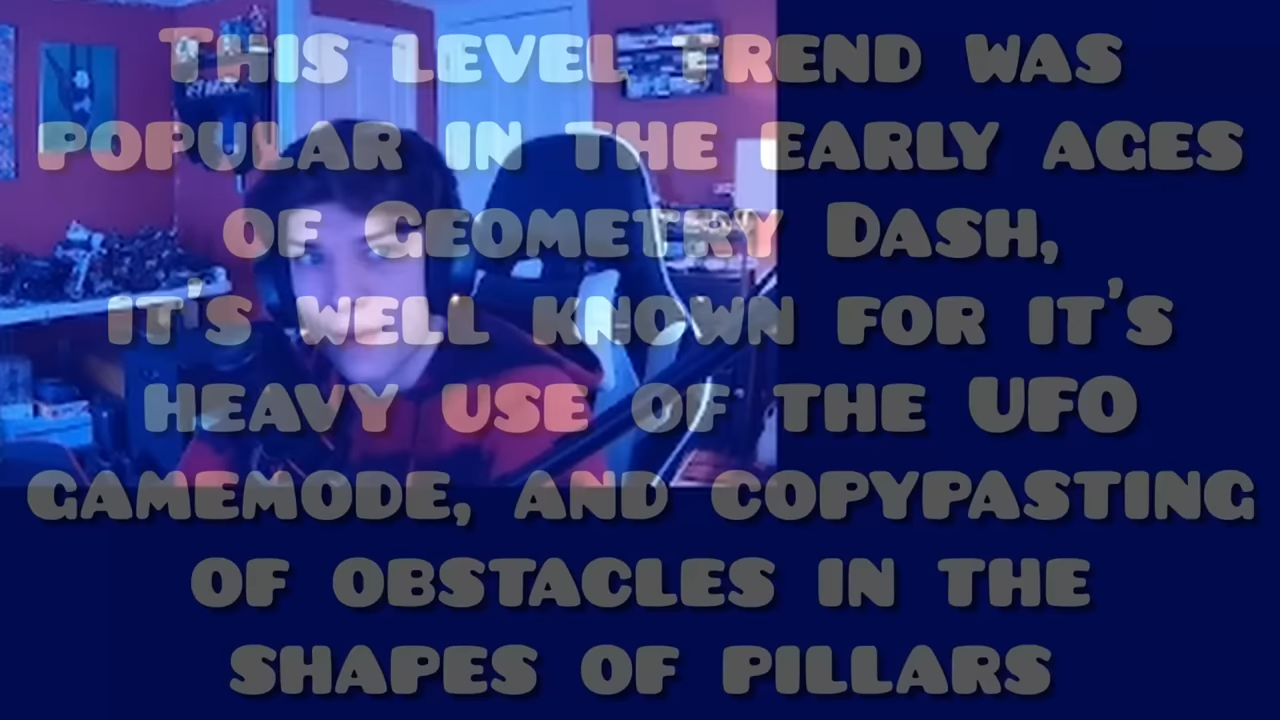 This level trend was
popular in the early ages
of Geometry Dash,
it's well known for it's
heavy use of the UFO
gamemode, and copypasting
of obstacles in the
shapes of pillars